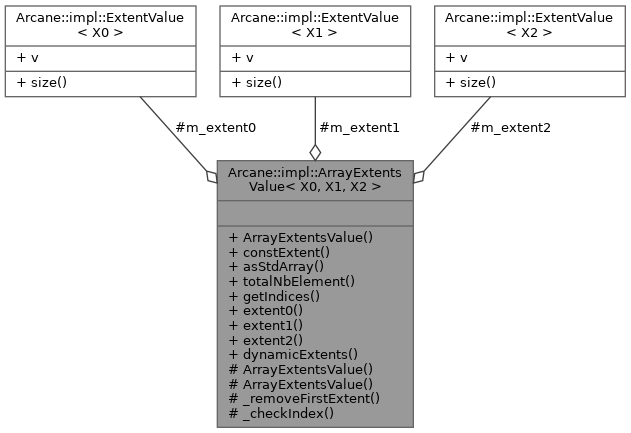 Arcane::impl::ExtentValue
< X0 >
+ v
+ size()
Arcane::impl::ExtentValue
< X1 >
+ v
+ size()
Arcane::impl::ExtentValue
< X2 >
+ v
+ size()
#m_extent0
#m_extent1
#m_extent2
Arcane::impl::ArrayExtents
Value< X0, X1, X2 >
+ ArrayExtentsValue()
+ constExtent()
+ asStdArray()
+ totalNbElement()
+ getIndices()
+ extent0()
+ extent1()
+ extent2()
+ dynamicExtents()
# ArrayExtentsValue()
# ArrayExtentsValue()
# _removeFirstExtent()
# _checkIndex()